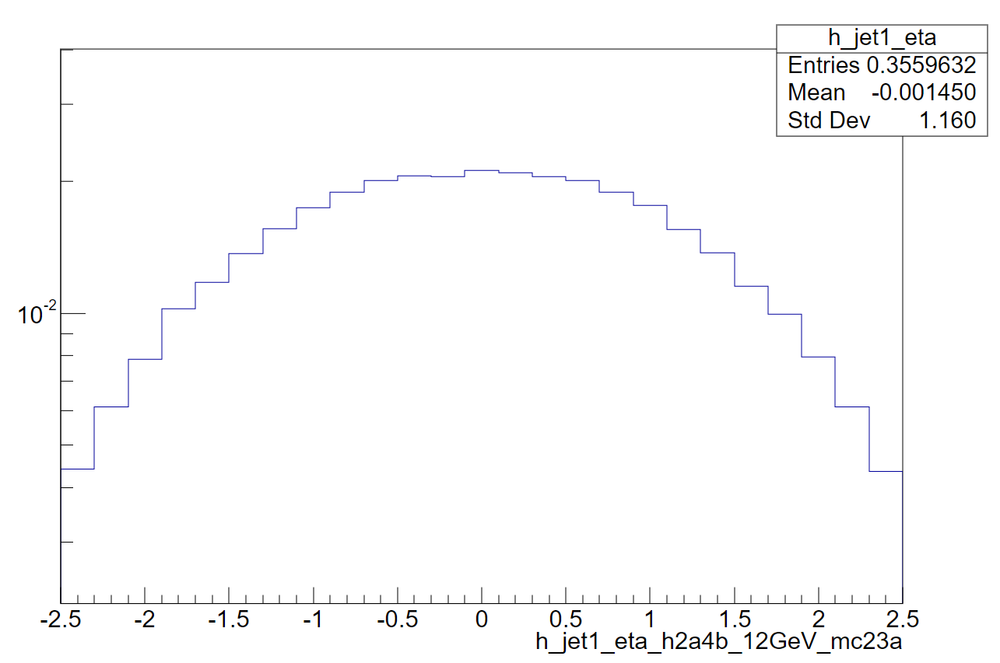 h_jet1_eta
Entries 0.3559632
Mean -0.001450
Std Dev 1.160
10-2
-2.5 -2 -1.5 -1 -0.5 0 0.5 1 1.5 2 2.5
h_jet1_eta_h2a4b_12GeV_mc23a